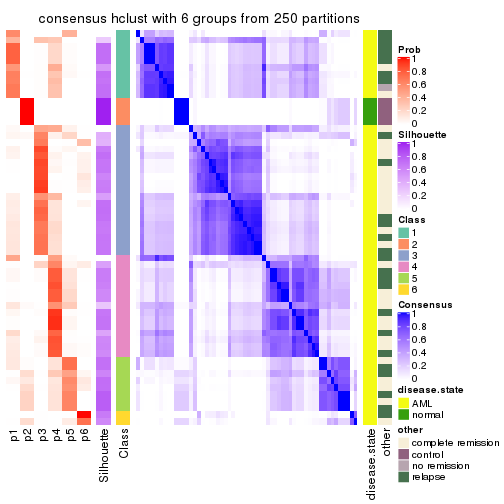 consensus hclust with 6 groups from 250 partitions
Prob
1
0.8
0.6
0.4
0.2
0
Silhouette
1
0.8
0.6
0.4
0.2
0
Class
1
2
3
4
5
6
Consensus
1
0.8
0.6
0.4
0.2
0
disease.state
AML
normal
other
complete remission
control
no remission
relapse
p1
p2
p3
p4
p5
p6
Silhouette
Class
disease.state
other